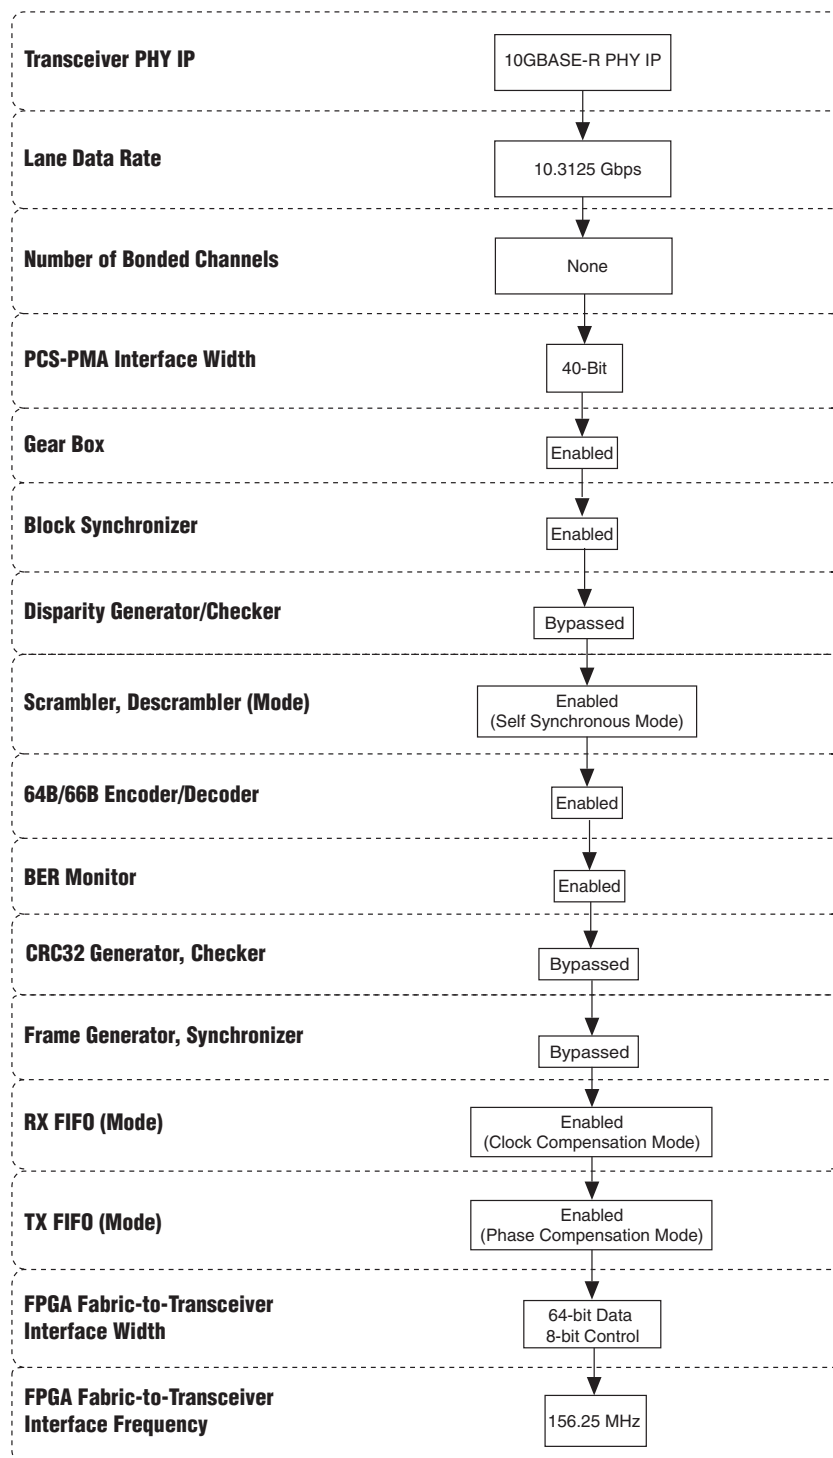 Transceiver PHY IP
10GBASE-R PHY IP
Lane Data Rate
10.3125 Gbps
Number of Bonded Channels
None
PCS-PMA Interface Width
40-Bit
Gear Box
Enabled
Block Synchronizer
Enabled
Disparity Generator/Checker
Bypassed
Scrambler, Descrambler (Mode)
Enabled
(Self Synchronous Mode)
64B/66B Encoder/Decoder
Enabled
BER Monitor
Enabled
CRC32 Generator, Checker
Bypassed
Frame Generator, Synchronizer
Bypassed
RX FIFO (Mode)
Enabled
(Clock Compensation Mode)
TX FIFO (Mode)
Enabled
(Phase Compensation Mode)
FPGA Fabric-to-Transceiver
Interface Width
64-bit Data
8-bit Control
FPGA Fabric-to-Transceiver
Interface Frequency
156.25 MHz